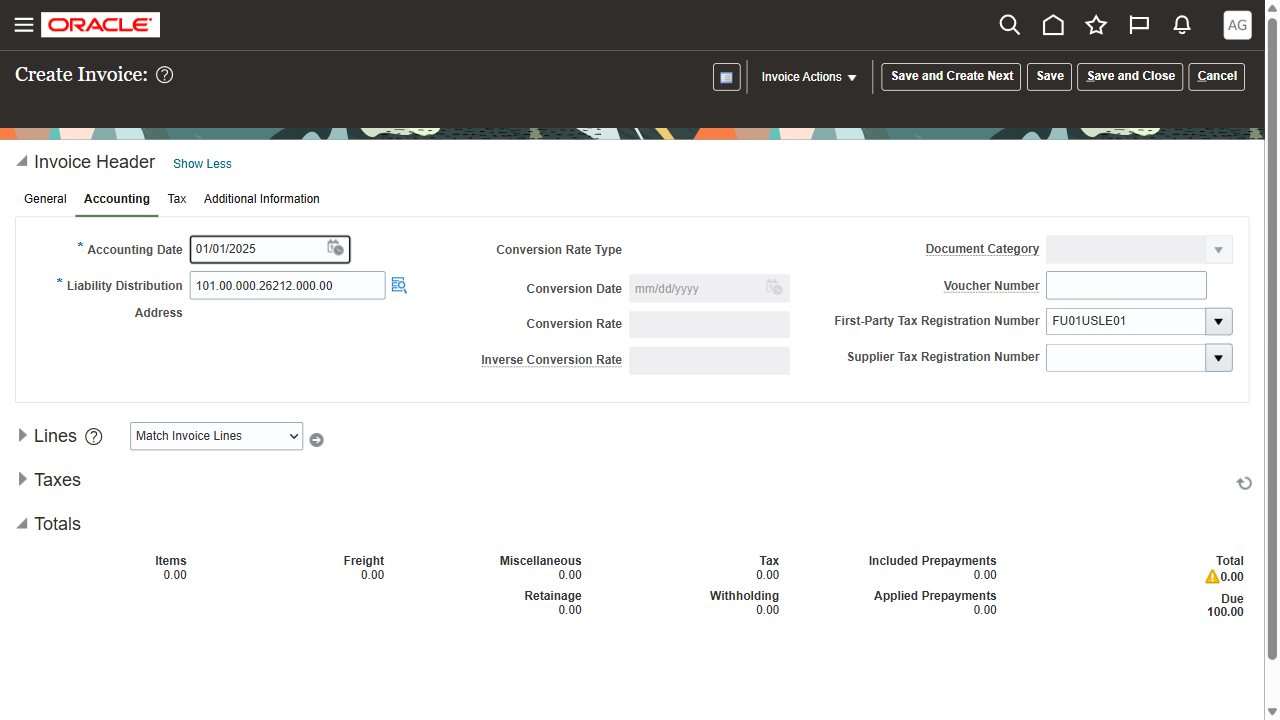 ORACLE
AG
Create Invoice: ?
Invoice Actions
Save and Create Next
Save
Save and Close
Cancel
Invoice Header
Show Less
General
Accounting
Tax
Additional Information
* Accounting Date 01/01/2025
* Liability Distribution 101.00.000.26212.000.00
Address
Conversion Rate Type
Conversion Date mm/dd/yyyy
Conversion Rate
Inverse Conversion Rate
Document Category
Voucher Number
First-Party Tax Registration Number FU01USLE01
Supplier Tax Registration Number
Lines ? Match Invoice Lines
Taxes
Totals
Items
0.00
Freight
0.00
Miscellaneous
0.00
Retainage
0.00
Tax
0.00
Withholding
0.00
Included Prepayments
0.00
Applied Prepayments
0.00
Total
0.00
Due
100.00